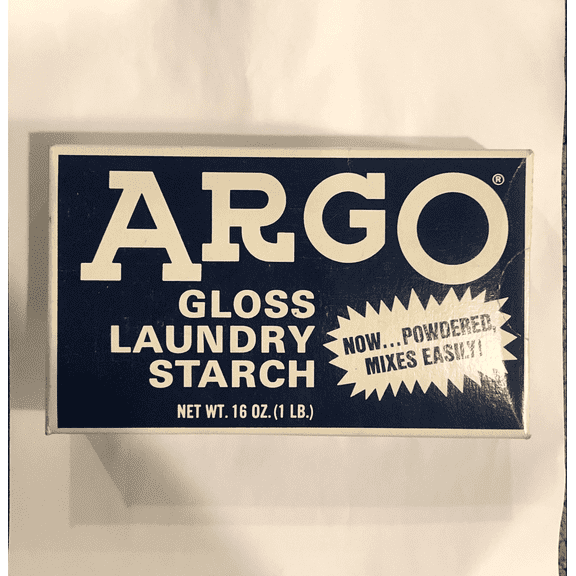 ARGO®
GLOSS
LAUNDRY
STARCH
NOW...POWDERED,
MIXES EASILY!
NET WT. 16 OZ. (1 LB.)